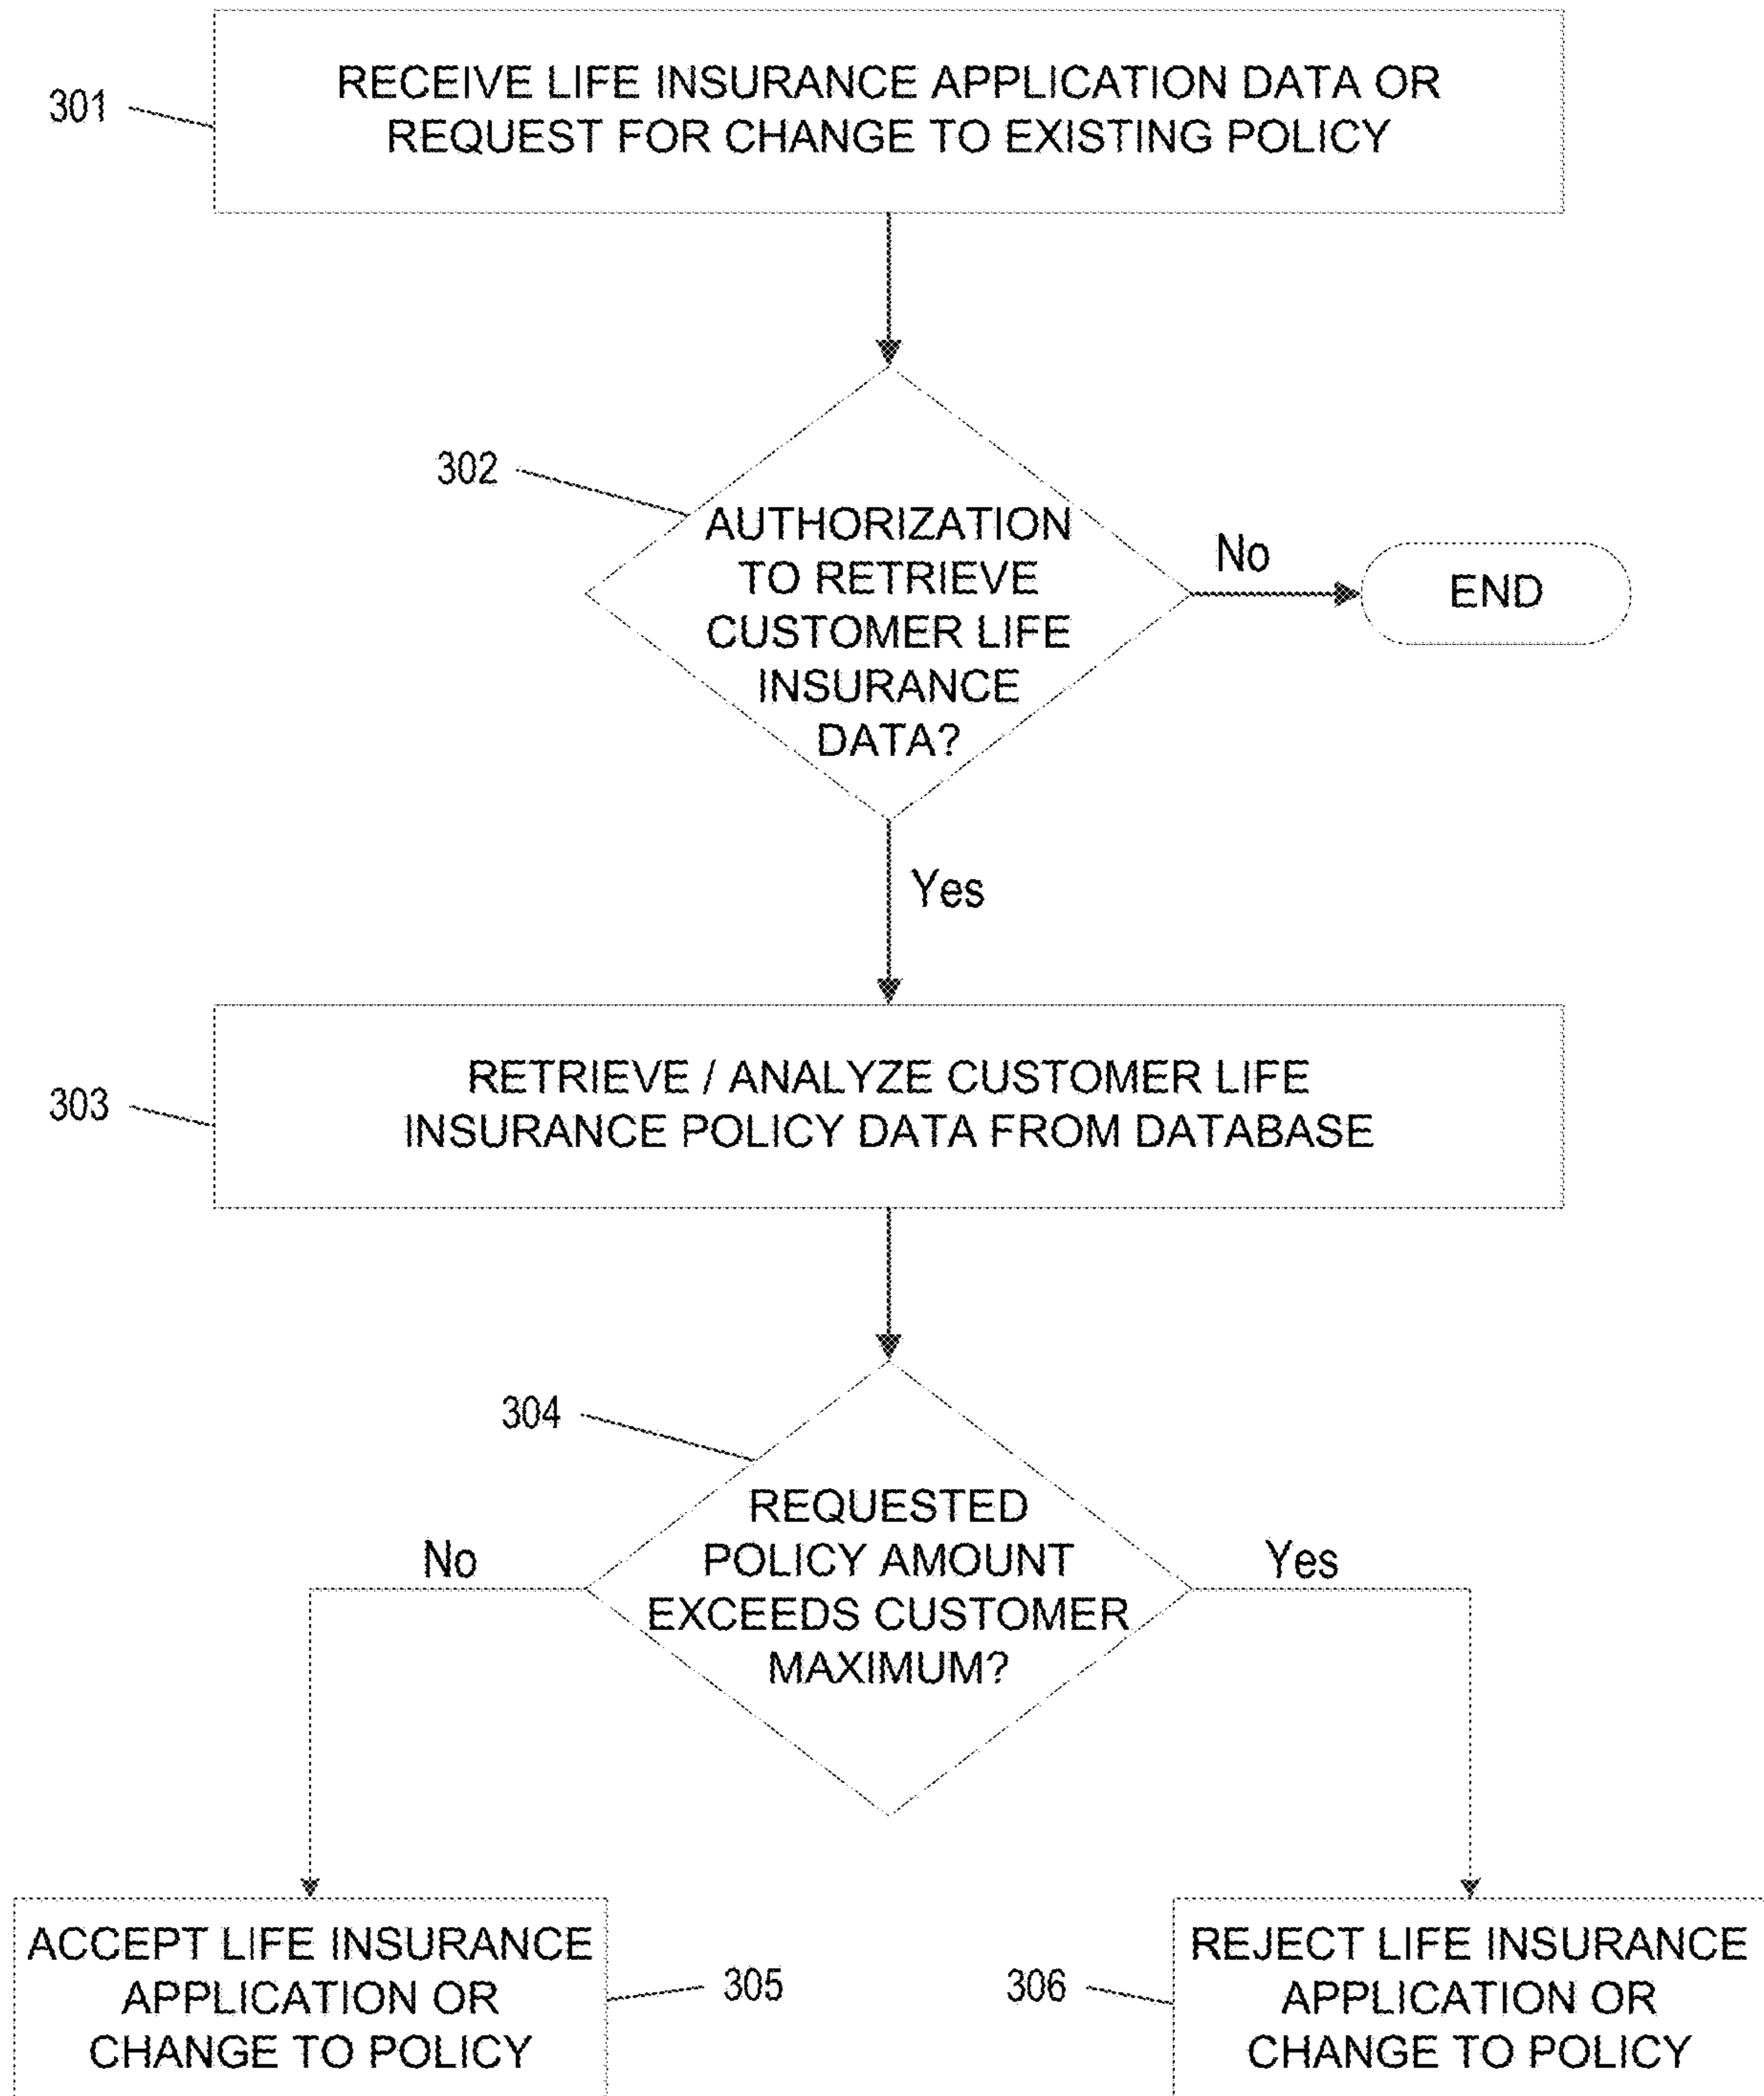 301
RECEIVE LIFE INSURANCE APPLICATION DATA OR
REQUEST FOR CHANGE TO EXISTING POLICY
302
AUTHORIZATION
TO RETRIEVE
CUSTOMER LIFE
INSURANCE
DATA?
No
END
Yes
303
RETRIEVE / ANALYZE CUSTOMER LIFE
INSURANCE POLICY DATA FROM DATABASE
304
REQUESTED
POLICY AMOUNT
EXCEEDS CUSTOMER
MAXIMUM?
No
Yes
ACCEPT LIFE INSURANCE
APPLICATION OR
CHANGE TO POLICY
305
306
REJECT LIFE INSURANCE
APPLICATION OR
CHANGE TO POLICY